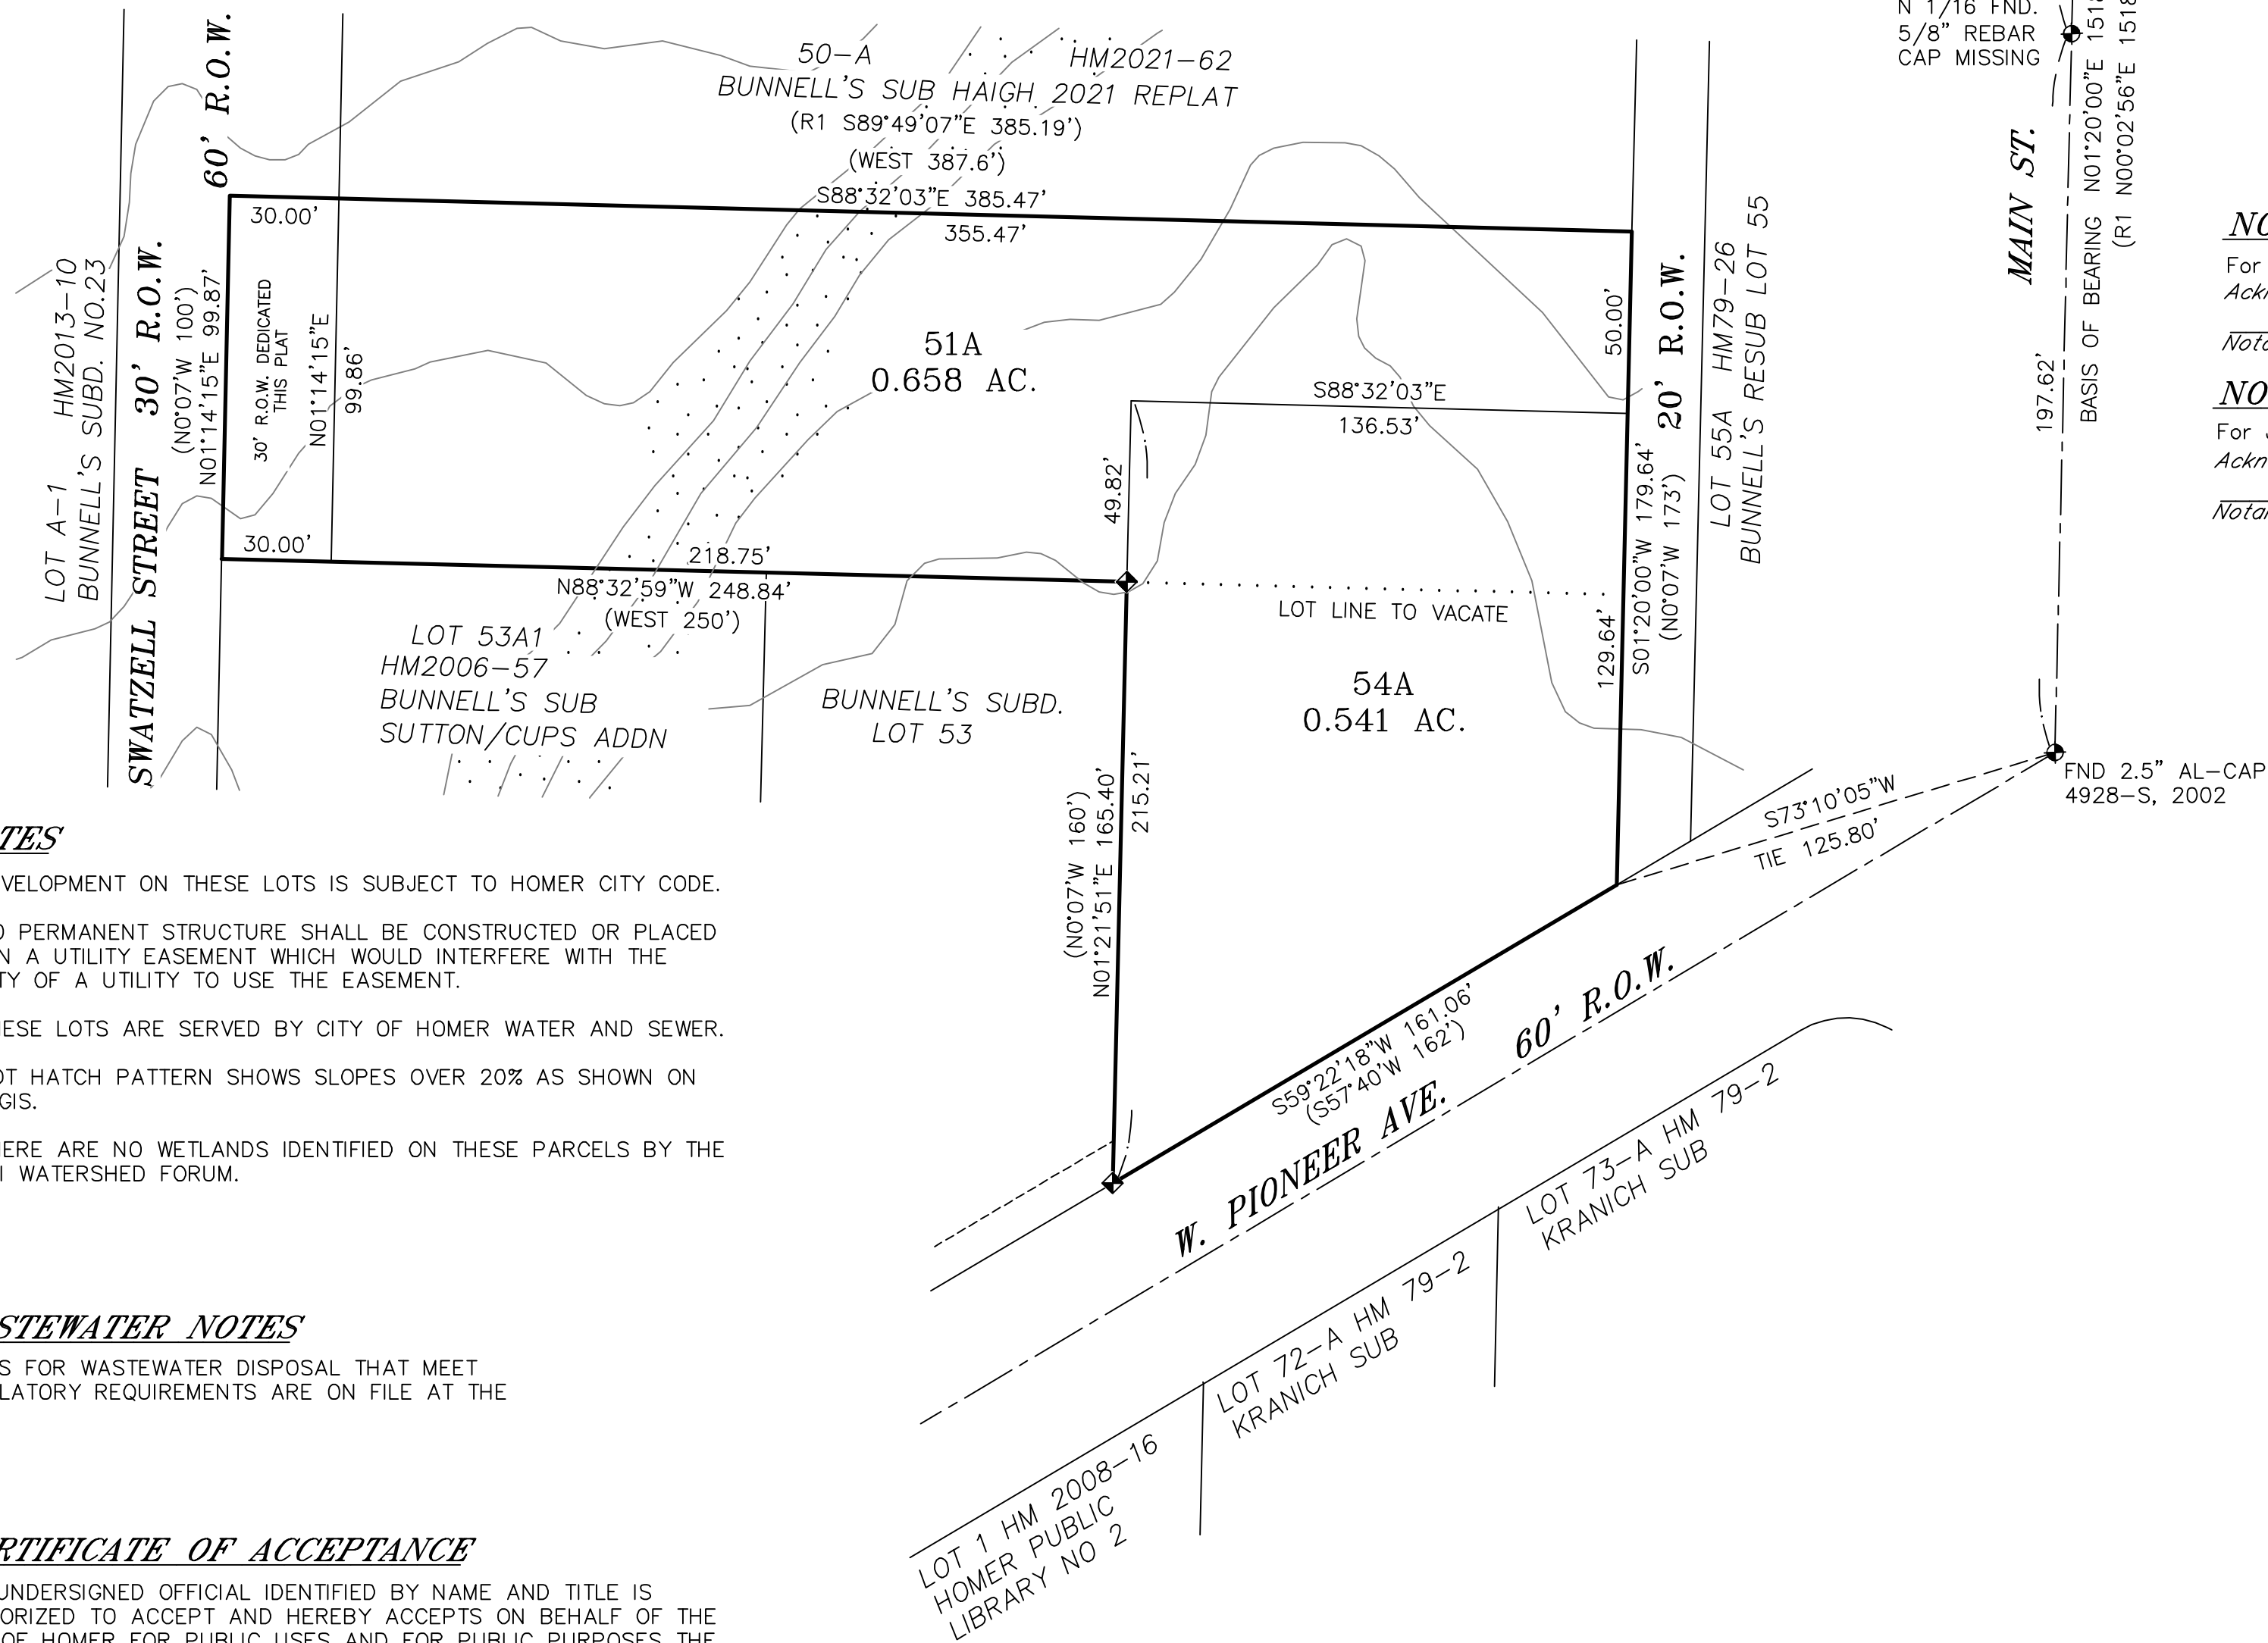 N 1/16 FND.
5/8" REBAR
CAP MISSING
60' R.O.W.
50-A HM2021-62
BUNNELL'S SUB HAIGH 2021 REPLAT
(R1 S89°49'07"E 385.19')
(WEST 387.6')
S88°32'03"E 385.47'
355.47'
30.00'
LOT A-1 HM2013-10
BUNNELL'S SUBD. NO.23
SWATZELL STREET 30' R.O.W.
(N0°07'W 100')
N01°14'15"E 99.87'
30' R.O.W. DEDICATED
THIS PLAT
N01°14'15"E
99.86'
30.00'
51A
0.658 AC.
S88°32'03"E
136.53'
49.82'
50.00'
20' R.O.W.
S01°20'00"W 179.64'
(N0°07'W 173')
129.64'
LOT 55A HM79-26
BUNNELL'S RESUB LOT 55
MAIN ST.
197.62'
BASIS OF BEARING N01°20'00"E
(R1 N00°02'56"E
For
218.75'
N88°32'59"W 248.84'
(WEST 250')
LOT LINE TO VACATE
LOT 53A1
HM2006-57
BUNNELL'S SUB
SUTTON/CUPS ADDN
BUNNELL'S SUBD.
LOT 53
54A
0.541 AC.
(N0°07'W 160')
N01°21'51"E 165.40'
215.21'
FND 2.5" AL-CAP
4928-S, 2002
S73°10'05"W
TIE 125.80'
S59°22'18"W 161.06'
(S57°40'W 162')
W. PIONEER AVE. 60' R.O.W.
LOT 73-A HM 79-2
KRANICH SUB
LOT 72-A HM 79-2
KRANICH SUB
LOT 1 HM 2008-16
HOMER PUBLIC
LIBRARY NO 2
TES
VELOPMENT ON THESE LOTS IS SUBJECT TO HOMER CITY CODE.
PERMANENT STRUCTURE SHALL BE CONSTRUCTED OR PLACED
N A UTILITY EASEMENT WHICH WOULD INTERFERE WITH THE
TY OF A UTILITY TO USE THE EASEMENT.
ESE LOTS ARE SERVED BY CITY OF HOMER WATER AND SEWER.
OT HATCH PATTERN SHOWS SLOPES OVER 20% AS SHOWN ON
GIS.
ERE ARE NO WETLANDS IDENTIFIED ON THESE PARCELS BY THE
I WATERSHED FORUM.
STEWATER NOTES
S FOR WASTEWATER DISPOSAL THAT MEET
LATORY REQUIREMENTS ARE ON FILE AT THE
RTIFICATE OF ACCEPTANCE
UNDERSIGNED OFFICIAL IDENTIFIED BY NAME AND TITLE IS
ORIZED TO ACCEPT AND HEREBY ACCEPTS ON BEHALF OF THE
OF HOMER FOR PUBLIC USES AND FOR PUBLIC PURPOSES THE